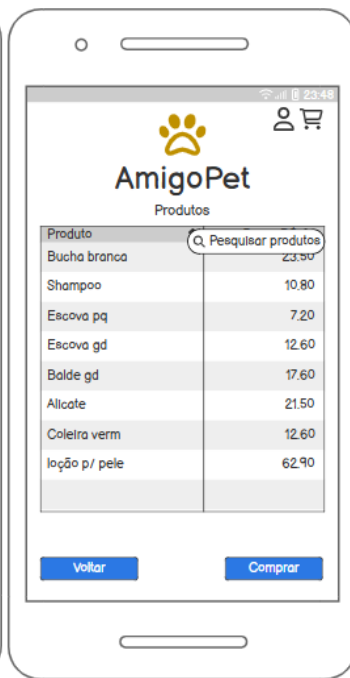 23:48
AmigoPet
Produtos
Produto
Pesquisar produtos
Bucha branca 23.50
Shampoo 10.80
Escova pq 7.20
Escova gd 12.60
Balde gd 17.60
Alicate 21.50
Coleira verm 12.60
loção p/ pele 62.90
Voltar Comprar